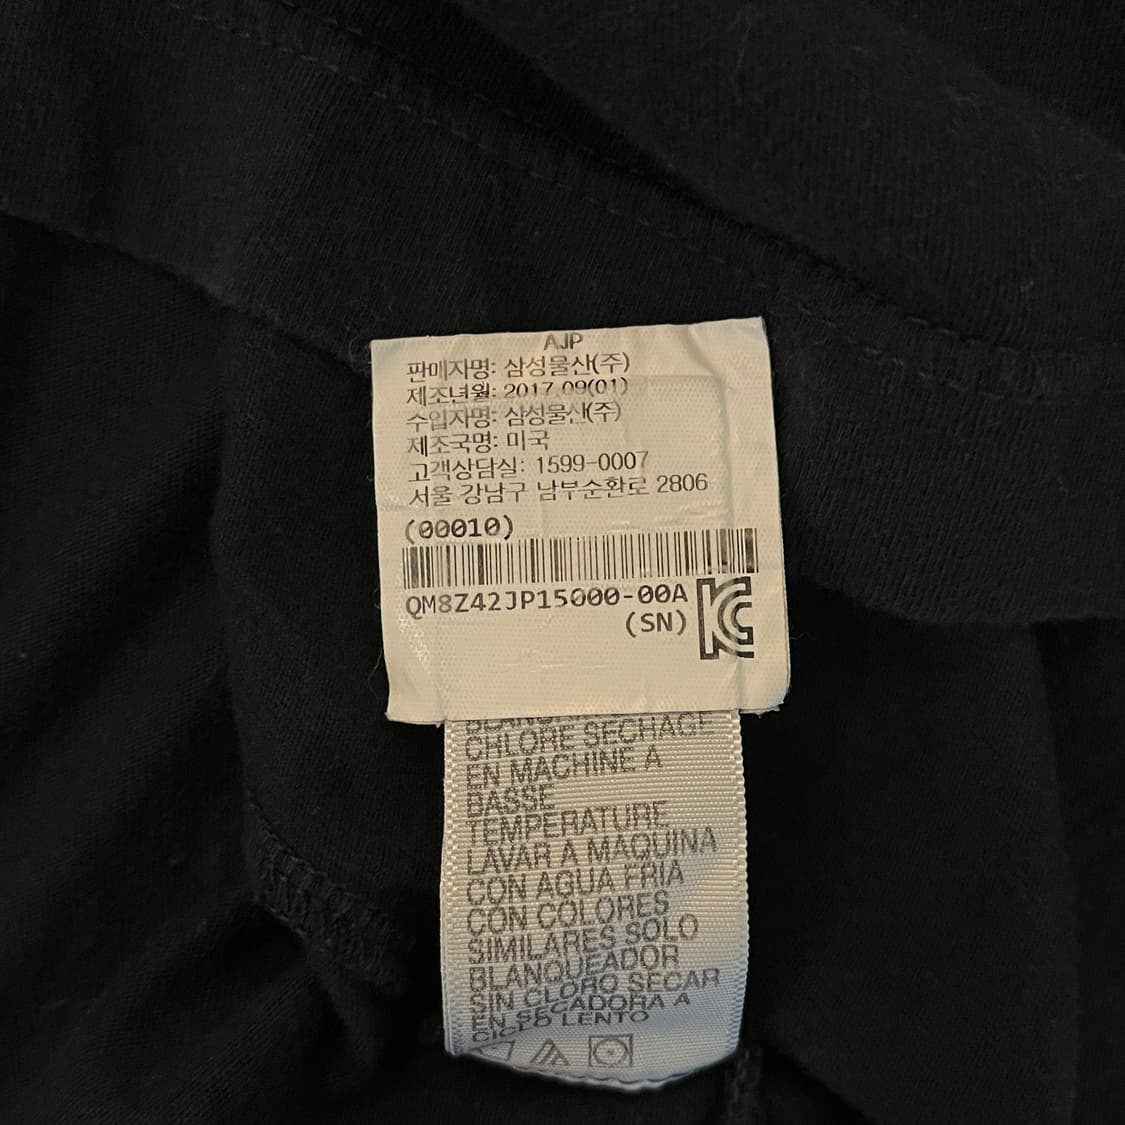 AJP
판매자명: 삼성물산(주)
제조년월: 2017.09(01)
수입자명: 삼성물산(주)
제조국명: 미국
고객상담실: 1599-0007
서울 강남구 남부순환로 2806
(00010)
QM8Z42JP15000-00A
(SN)
CHLORE SECHAGE
EN MACHINE A
BASSE
TEMPERATURE
LAVAR A MAQUINA
CON AGUA FRIA
CON COLORES
SIMILARES SOLO
BLANQUEADOR
SIN CLORO SECAR
EN SECADORA A
CICLO LENTO